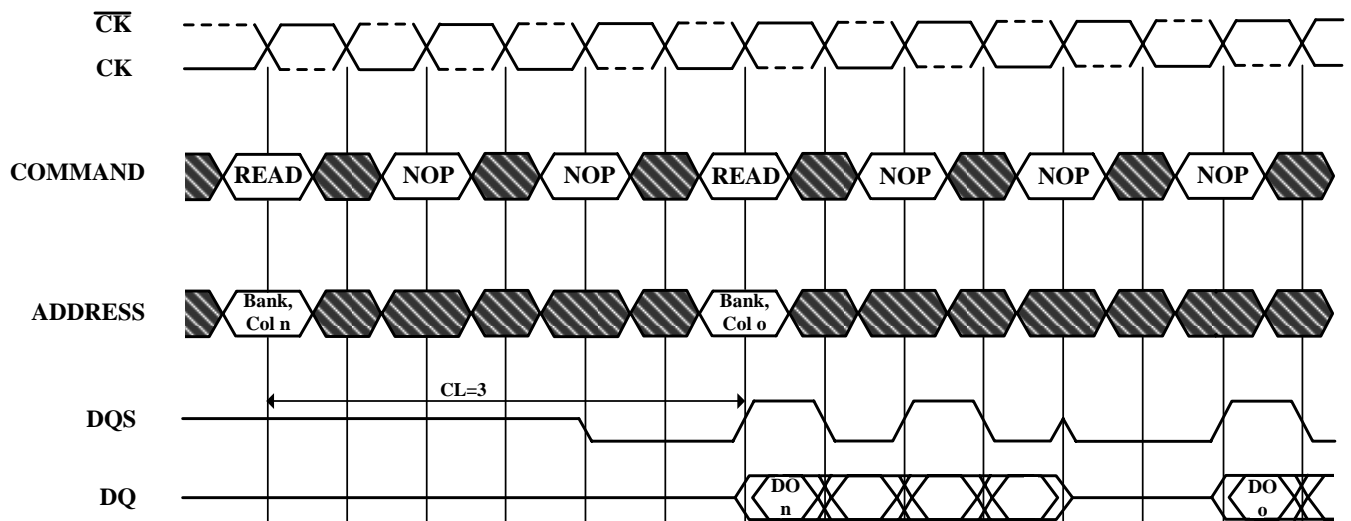 CK
CK
COMMAND READ NOP NOP READ NOP NOP NOP
ADDRESS Bank, Col n Bank, Col o
CL=3
DQS
DQ DO n DO o